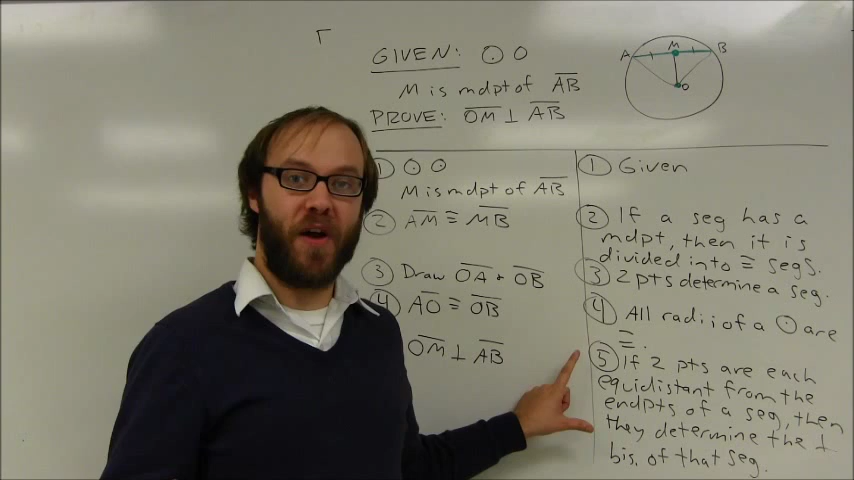 GIVEN: ⊙ O
M is mdpt of AB
PROVE: OM ⊥ AB
A M B
O
1 ⊙ O
M is mdpt of AB
2 AM ≅ MB
3 Draw OA + OB
4 AO ≅ OB
OM ⊥ AB
1 Given
2 If a seg has a
mdpt, then it is
divided into ≅ segs.
3 2 pts determine a seg.
4 All radii of a ⊙ are
≅.
5 If 2 pts are each
equidistant from the
endpts of a seg, then
they determine the ⊥
bis. of that seg.